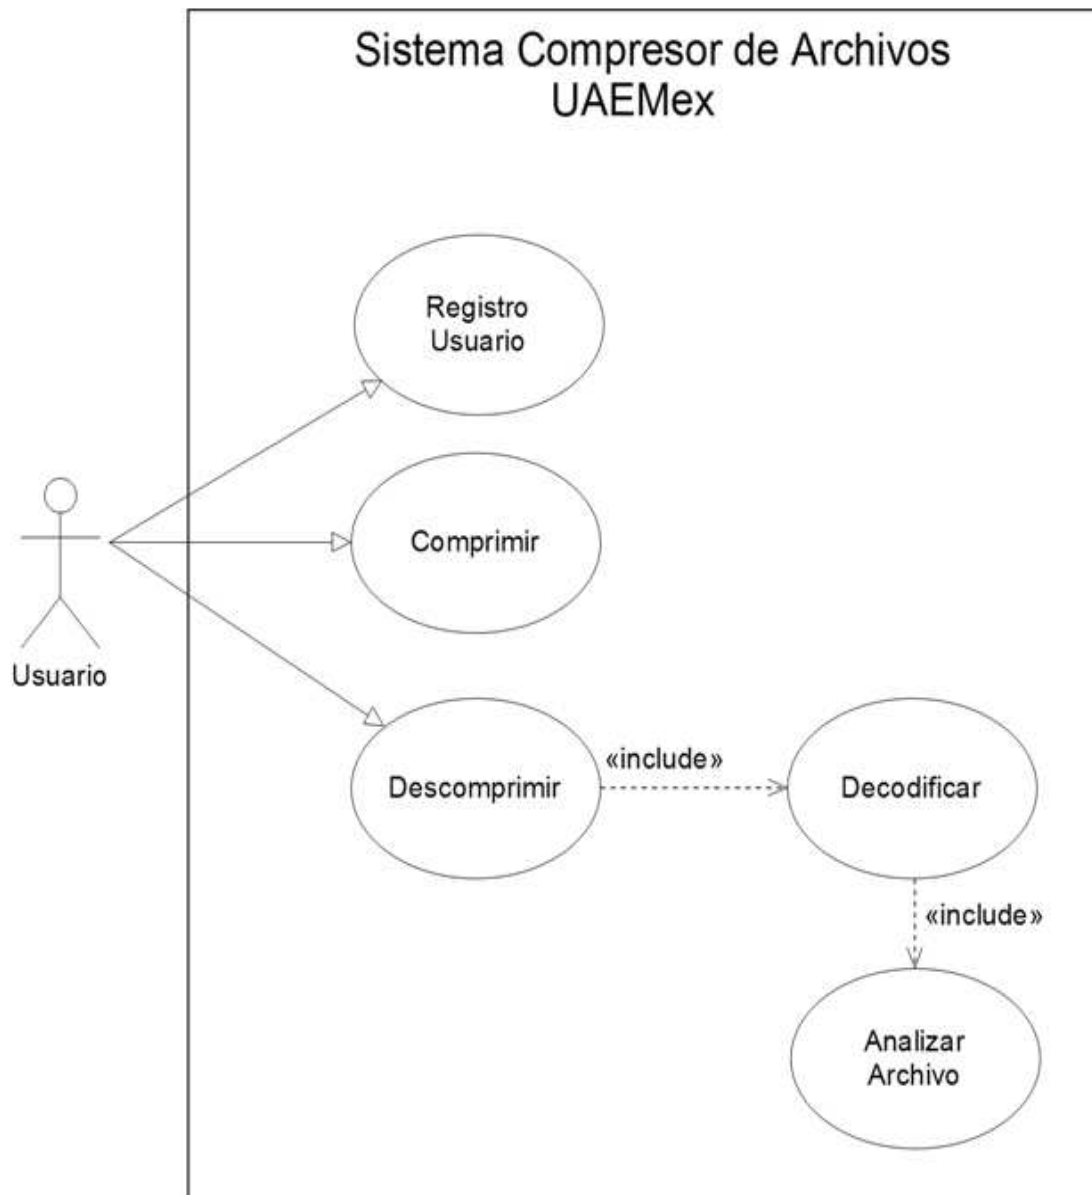 Sistema Compresor de Archivos
UAEMex
Registro
Usuario
Comprimir
Usuario
Descomprimir
«include»
Decodificar
«include»
Analizar
Archivo